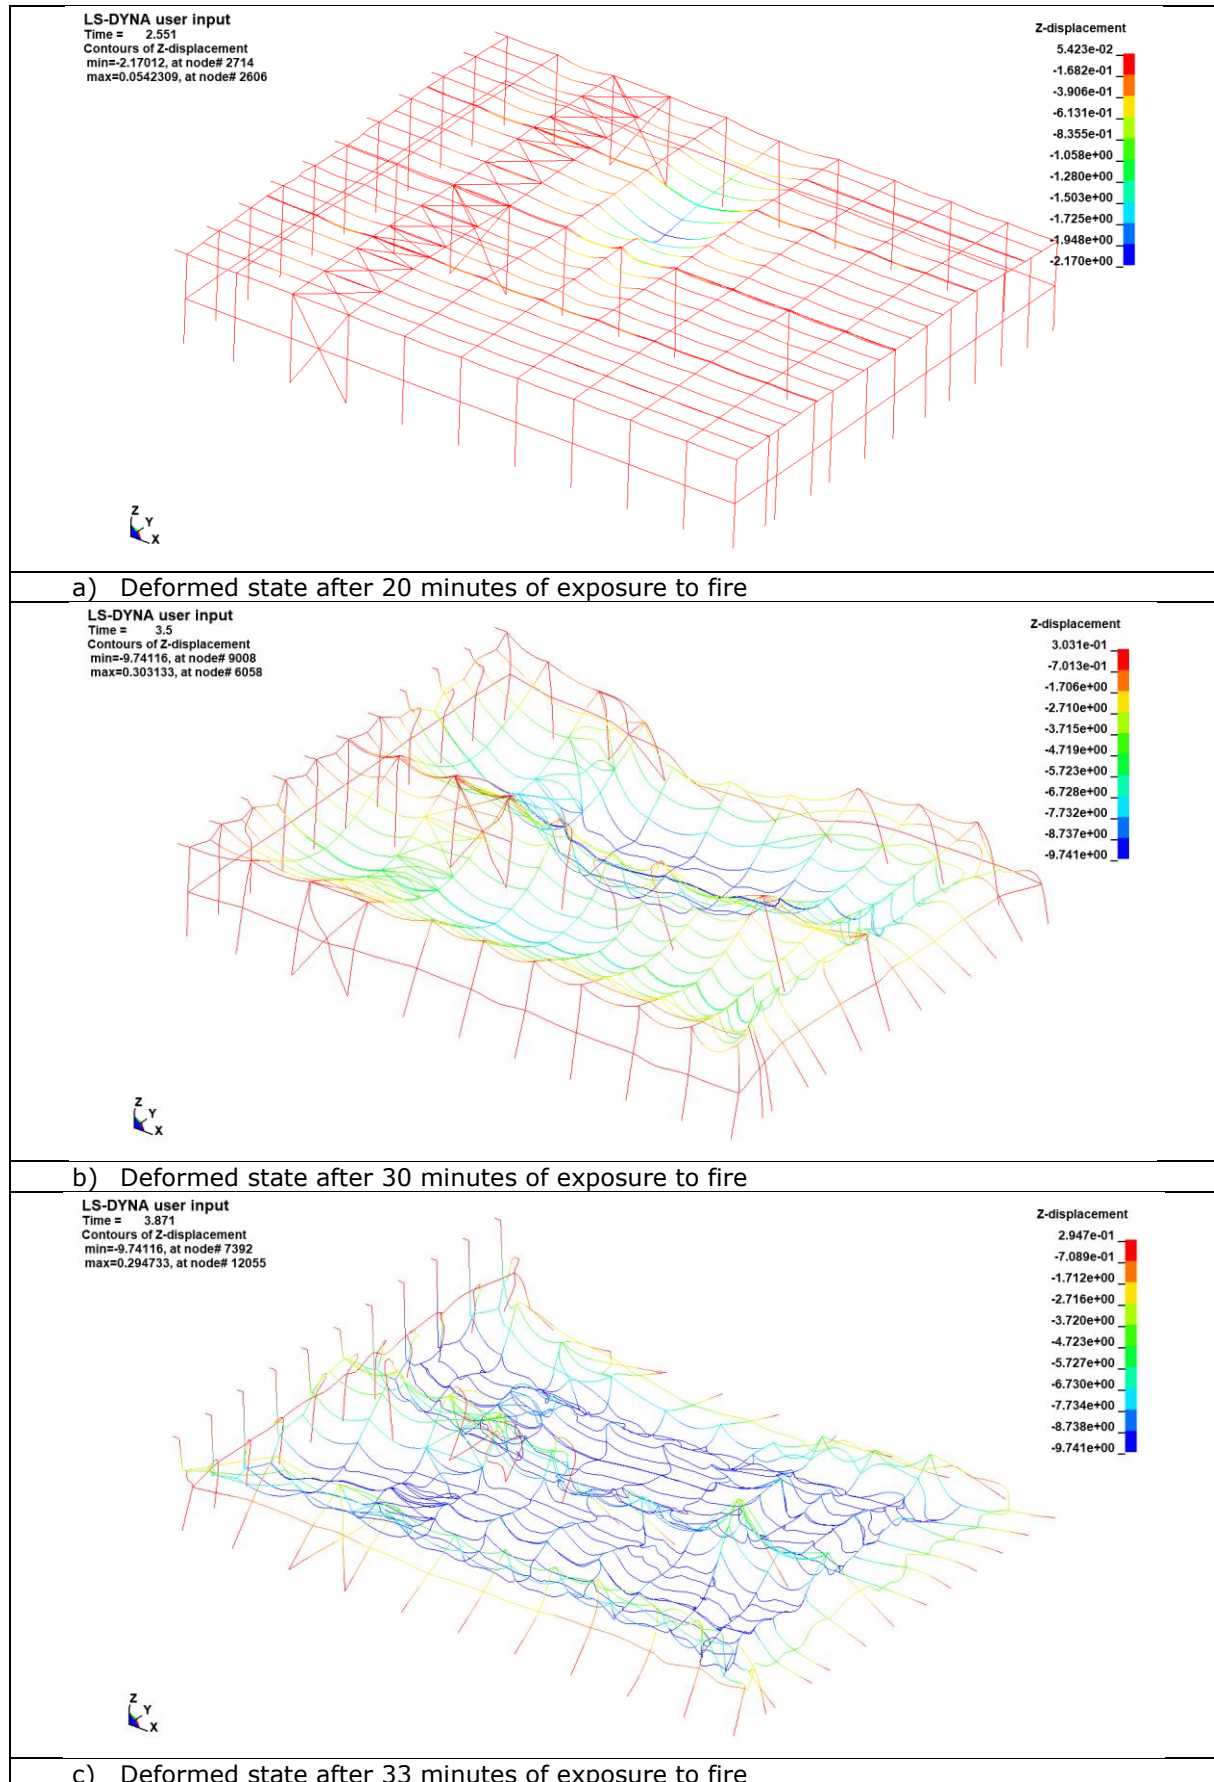 LS-DYNA user input
Time = 2.551
Contours of Z-displacement
min=-2.17012, at node# 2714
max=0.0542309, at node# 2606
Z-displacement
5.423e-02
-1.682e-01
-3.906e-01
-6.131e-01
-8.355e-01
-1.058e+00
-1.280e+00
-1.503e+00
-1.725e+00
-1.948e+00
-2.170e+00
Z
Y
X
a) Deformed state after 20 minutes of exposure to fire
LS-DYNA user input
Time = 3.5
Contours of Z-displacement
min=-9.74116, at node# 9008
max=0.303133, at node# 6058
Z-displacement
3.031e-01
-7.013e-01
-1.706e+00
-2.710e+00
-3.715e+00
-4.719e+00
-5.723e+00
-6.728e+00
-7.732e+00
-8.737e+00
-9.741e+00
Z
Y
X
b) Deformed state after 30 minutes of exposure to fire
LS-DYNA user input
Time = 3.871
Contours of Z-displacement
min=-9.74116, at node# 7392
max=0.294733, at node# 12055
Z-displacement
2.947e-01
-7.089e-01
-1.712e+00
-2.716e+00
-3.720e+00
-4.723e+00
-5.727e+00
-6.730e+00
-7.734e+00
-8.738e+00
-9.741e+00
Z
Y
X
c) Deformed state after 33 minutes of exposure to fire